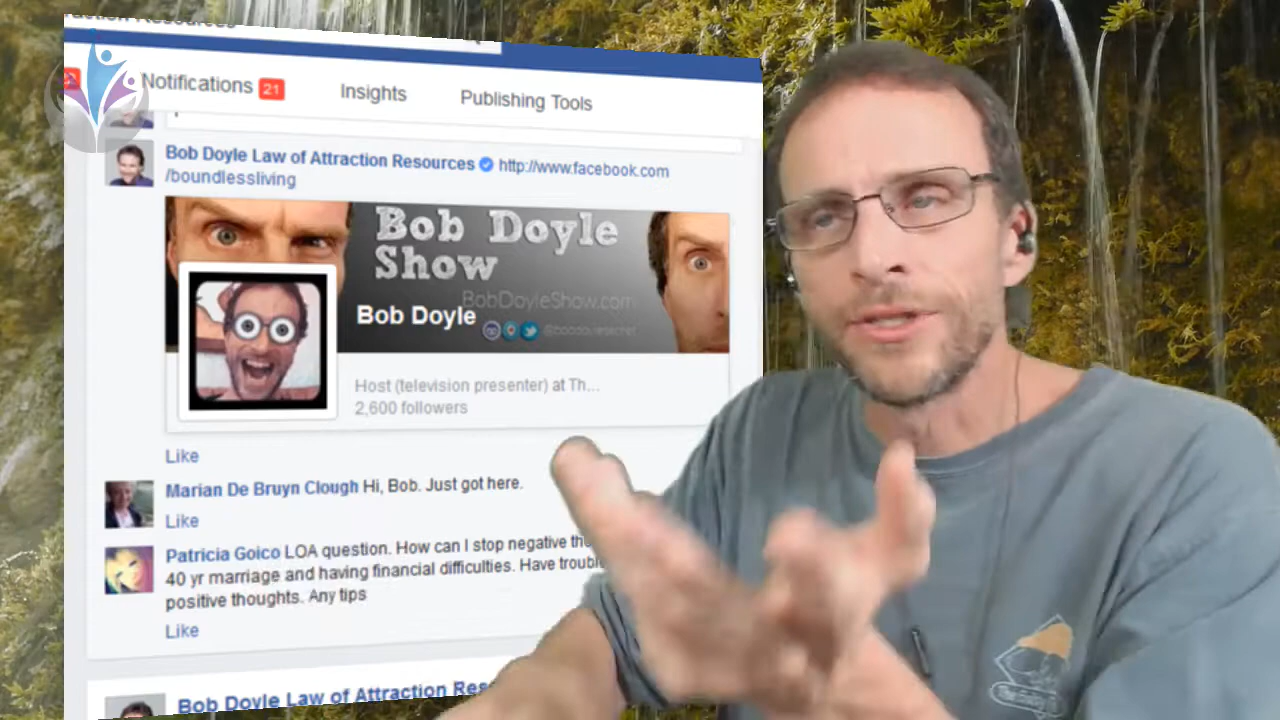 Notifications 21
Insights
Publishing Tools
Bob Doyle Law of Attraction Resources http://www.facebook.com
/boundlessliving
Bob Doyle
Show
BobDoyleShow.com
Bob Doyle
Host (television presenter) at Th...
2,600 followers
Like
Marian De Bruyn Clough Hi, Bob. Just got here.
Like
Patricia Goico LOA question. How can I stop negative
40 yr marriage and having financial difficulties. Have
positive thoughts. Any tips
Like
Bob Doyle Law of Attraction